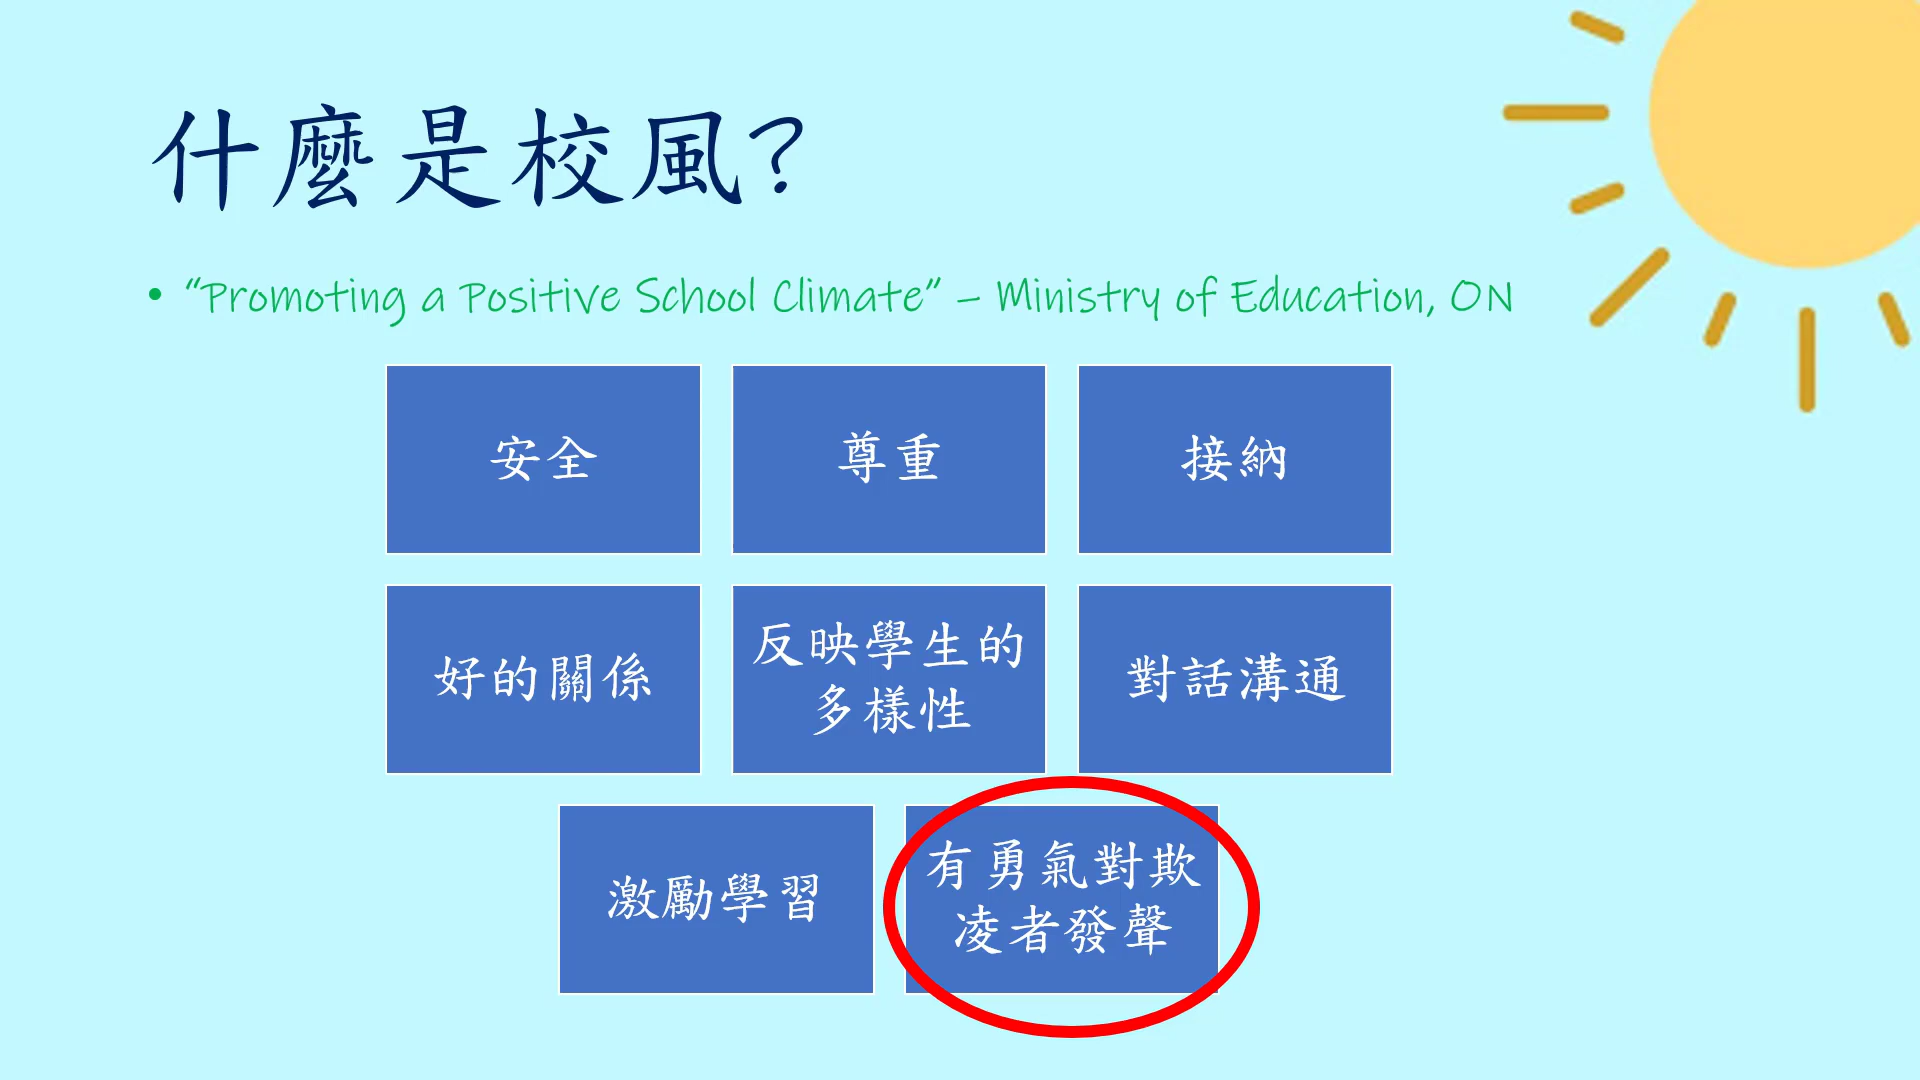 什麼是校風?
• “Promoting a Positive School Climate” – Ministry of Education, ON
安全
尊重
接納
好的關係
反映學生的
多樣性
對話溝通
激勵學習
有勇氣對欺
凌者發聲